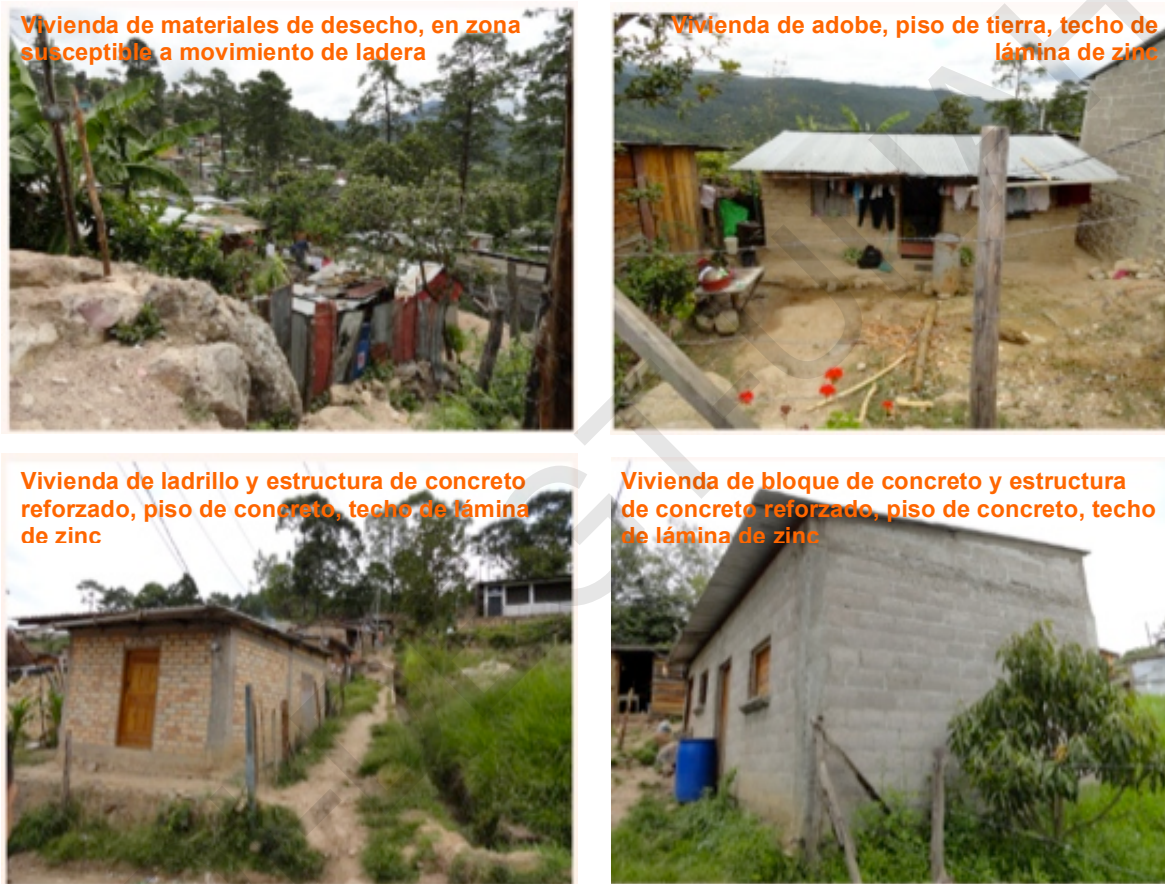 Vivienda de materiales de desecho, en zona
susceptible a movimiento de ladera
Vivienda de adobe, piso de tierra, techo de
lámina de zinc
Vivienda de ladrillo y estructura de concreto
reforzado, piso de concreto, techo de lámina
de zinc
Vivienda de bloque de concreto y estructura
de concreto reforzado, piso de concreto, techo
de lámina de zinc